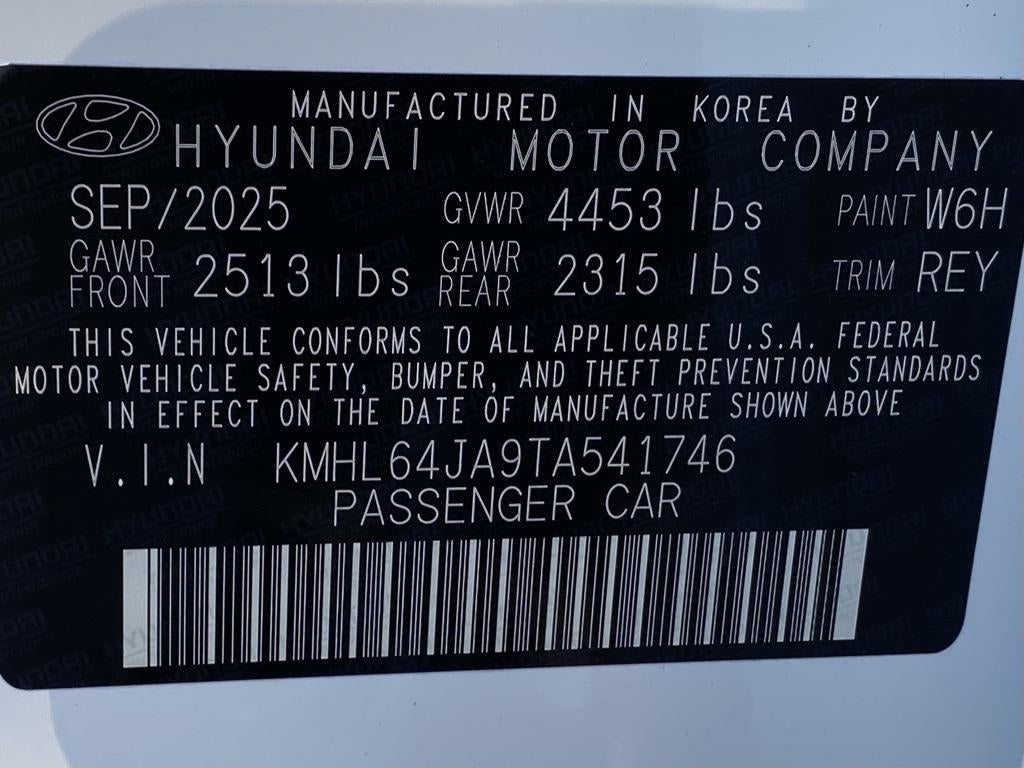 MANUFACTURED IN KOREA BY
HYUNDAI MOTOR COMPANY
SEP/2025 GVWR 4453 lbs PAINT W6H
GAWR FRONT 2513 lbs GAWR REAR 2315 lbs TRIM REY
THIS VEHICLE CONFORMS TO ALL APPLICABLE U.S.A. FEDERAL
MOTOR VEHICLE SAFETY, BUMPER, AND THEFT PREVENTION STANDARDS
IN EFFECT ON THE DATE OF MANUFACTURE SHOWN ABOVE
V.I.N KMHL64JA9TA541746
PASSENGER CAR